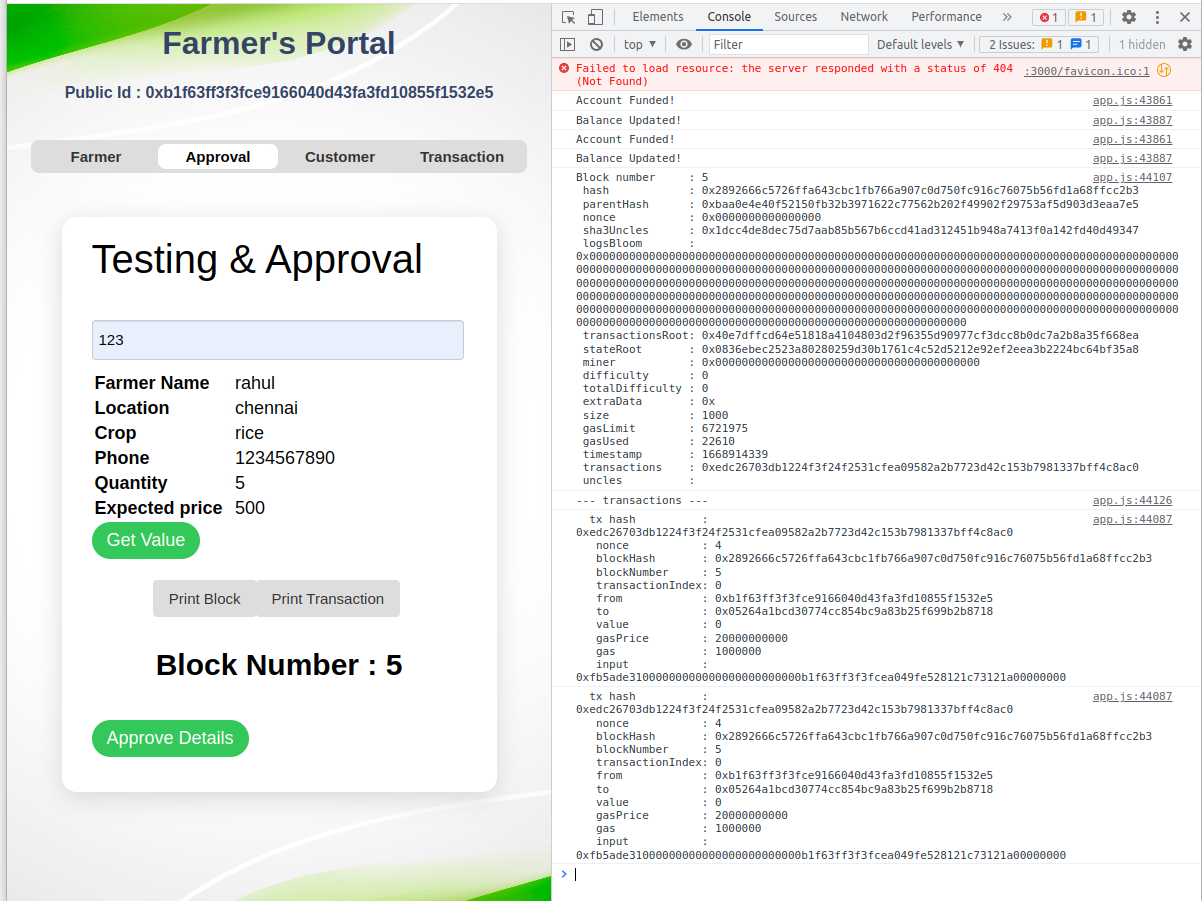 Farmer's Portal
Public Id : 0xb1f63ff3f3fce9166040d43fa3fd10855f1532e5
Farmer Approval Customer Transaction
Testing & Approval
123
Farmer Name rahul
Location chennai
Crop rice
Phone 1234567890
Quantity 5
Expected price 500
Get Value
Print Block Print Transaction
Block Number : 5
Approve Details
Elements Console Sources Network Performance » 1 1
top ▼ Filter Default levels ▼ 2 Issues: 1 1 1 hidden
Failed to load resource: the server responded with a status of 404 :3000/favicon.ico:1
(Not Found)
Account Funded! app.js:43861
Balance Updated! app.js:43887
Account Funded! app.js:43861
Balance Updated! app.js:43887
Block number : 5 app.js:44107
hash : 0x2892666c5726ffa643cbc1fb766a907c0d750fc916c76075b56fd1a68ffcc2b3
parentHash : 0xbaa0e4e40f52150fb32b3971622c77562b202f49902f29753af5d903d3eaa7e5
nonce : 0x0000000000000000
sha3Uncles : 0x1dcc4de8dec75d7aab85b567b6ccd41ad312451b948a7413f0a142fd40d49347
logsBloom :
transactionsRoot: 0x40e7dffcd64e51818a4104803d2f96355d90977cf3dcc8b0dc7a2b8a35f668ea
stateRoot : 0x0836ebec2523a80280259d30b1761c4c52d5212e92ef2eea3b2224bc64bf35a8
miner : 0x0000000000000000000000000000000000000000
difficulty : 0
totalDifficulty : 0
extraData : 0x
size : 1000
gasLimit : 6721975
gasUsed : 22610
timestamp : 1668914339
transactions : 0xedc26703db1224f3f24f2531cfea09582a2b7723d42c153b7981337bff4c8ac0
uncles :
--- transactions --- app.js:44126
tx hash : app.js:44087
0xedc26703db1224f3f24f2531cfea09582a2b7723d42c153b7981337bff4c8ac0
nonce : 4
blockHash : 0x2892666c5726ffa643cbc1fb766a907c0d750fc916c76075b56fd1a68ffcc2b3
blockNumber : 5
transactionIndex: 0
from : 0xb1f63ff3f3fce9166040d43fa3fd10855f1532e5
to : 0x05264a1bcd30774cc854bc9a83b25f699b2b8718
value : 0
gasPrice : 20000000000
gas : 1000000
input :
0xfb5ade31000000000000000000000000b1f63ff3f3fcea049fe528121c73121a00000000
tx hash : app.js:44087
0xedc26703db1224f3f24f2531cfea09582a2b7723d42c153b7981337bff4c8ac0
nonce : 4
blockHash : 0x2892666c5726ffa643cbc1fb766a907c0d750fc916c76075b56fd1a68ffcc2b3
blockNumber : 5
transactionIndex: 0
from : 0xb1f63ff3f3fce9166040d43fa3fd10855f1532e5
to : 0x05264a1bcd30774cc854bc9a83b25f699b2b8718
value : 0
gasPrice : 20000000000
gas : 1000000
input :
0xfb5ade31000000000000000000000000b1f63ff3f3fcea049fe528121c73121a00000000